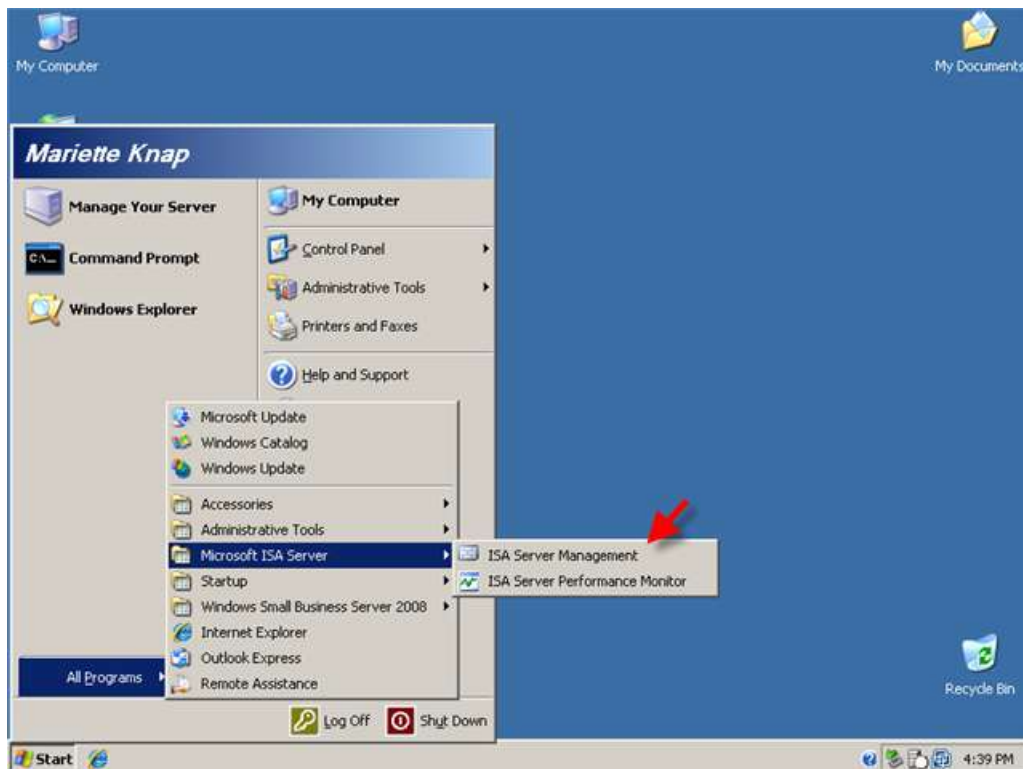 My Computer
My Documents
Mariette Knap
Manage Your Server
Command Prompt
Windows Explorer
My Computer
Control Panel
Administrative Tools
Printers and Faxes
Help and Support
Microsoft Update
Windows Catalog
Windows Update
Accessories
Administrative Tools
Microsoft ISA Server
Startup
Windows Small Business Server 2008
Internet Explorer
Outlook Express
Remote Assistance
ISA Server Management
ISA Server Performance Monitor
All Programs
Log Off
Shut Down
Recycle Bin
Start
4:39 PM